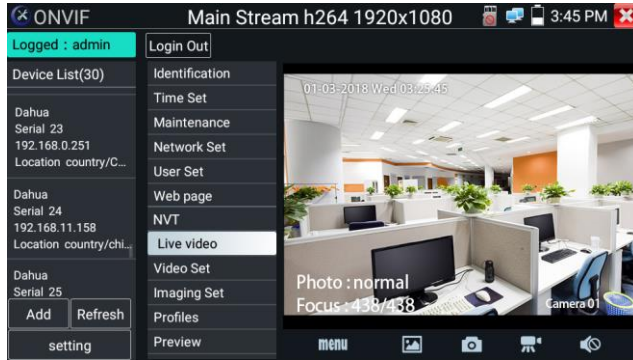 ONVIF
Main Stream h264 1920x1080
3:45 PM
Logged : admin
Login Out
Device List(30)
Dahua
Serial 23
192.168.0.251
Location country/C...
Dahua
Serial 24
192.168.11.158
Location country/chi...
Dahua
Serial 25
Add
Refresh
setting
Identification
Time Set
Maintenance
Network Set
User Set
Web page
NVT
Live video
Video Set
Imaging Set
Profiles
Preview
01-03-2018 Wed 03:25:45
Photo : normal
Focus : 438/438
Camera 01
menu